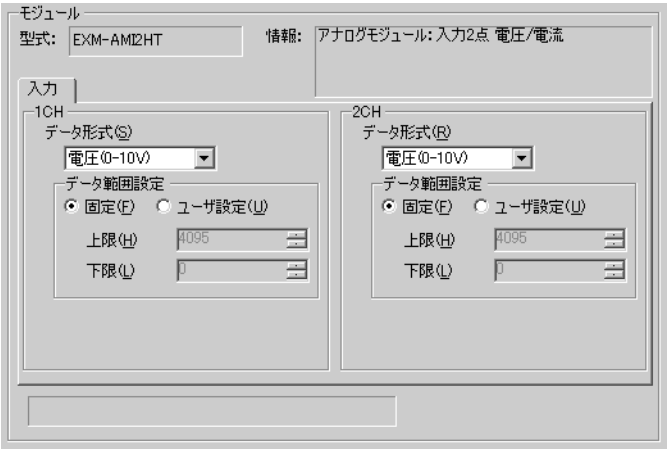 モジュール
型式: EXM-AMI2HT
情報: アナログモジュール: 入力2点 電圧/電流
入力
1CH
データ形式(S)
電圧(0-10V)
データ範囲設定
固定(F) ユーザ設定(U)
上限(H) 4095
下限(L) 0
2CH
データ形式(R)
電圧(0-10V)
データ範囲設定
固定(F) ユーザ設定(U)
上限(H) 4095
下限(L) 0